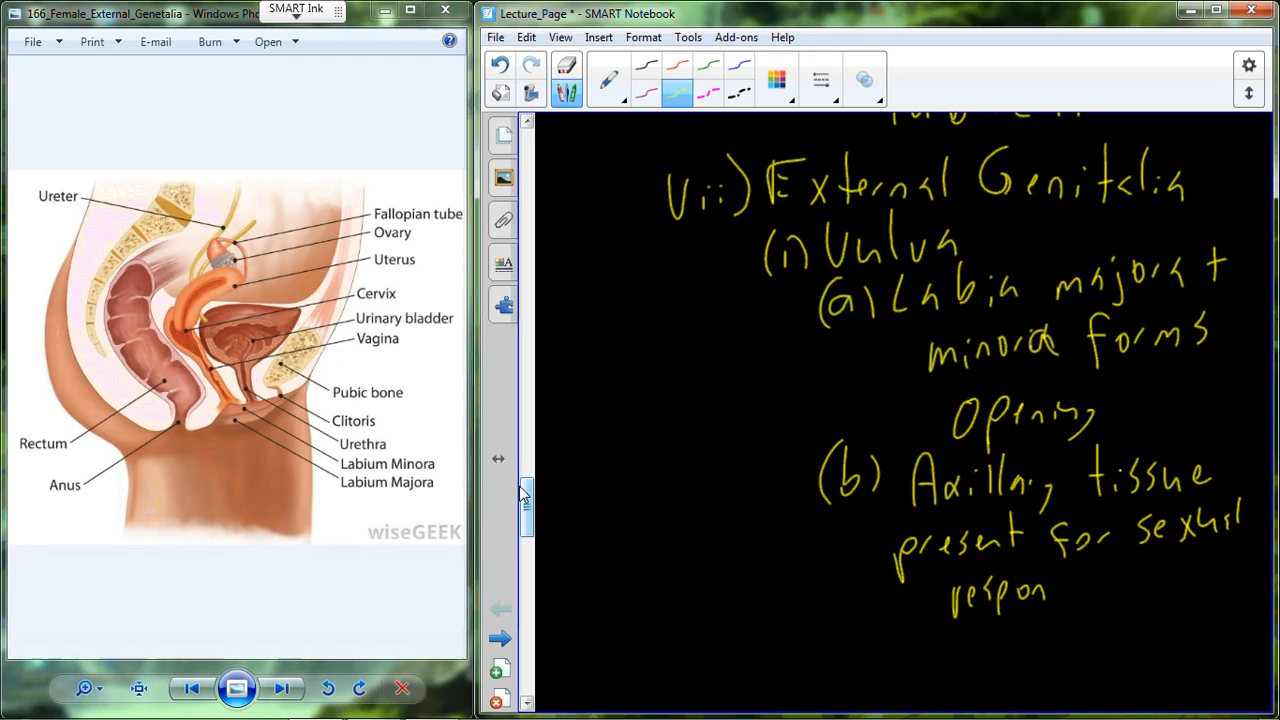 166_Female_External_Genetalia - Windows Pho
SMART Ink
File Print E-mail Burn Open
Ureter
Fallopian tube
Ovary
Uterus
Cervix
Urinary bladder
Vagina
Pubic bone
Clitoris
Urethra
Labium Minora
Labium Majora
Rectum
Anus
wiseGEEK
Lecture_Page * - SMART Notebook
File Edit View Insert Format Tools Add-ons Help
Vii) External Genitalia
(1) Vulva
(a) Labia majora +
minora forms
Opening
(b) Axillary tissue
present for sexual
respon